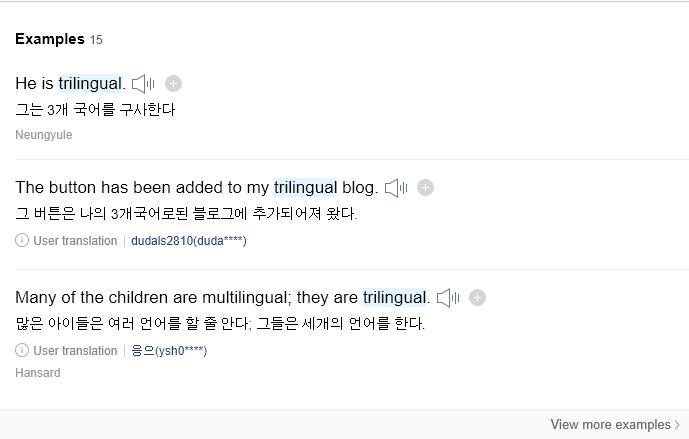 Examples 15
He is trilingual.
그는 3개 국어를 구사한다
Neungyule
The button has been added to my trilingual blog.
그 버튼은 나의 3개국어로된 블로그에 추가되어져 왔다.
User translation | dudals2810(duda****)
Many of the children are multilingual; they are trilingual.
많은 아이들은 여러 언어를 할 줄 안다; 그들은 세개의 언어를 한다.
User translation | 응으(ysh0****)
Hansard
View more examples